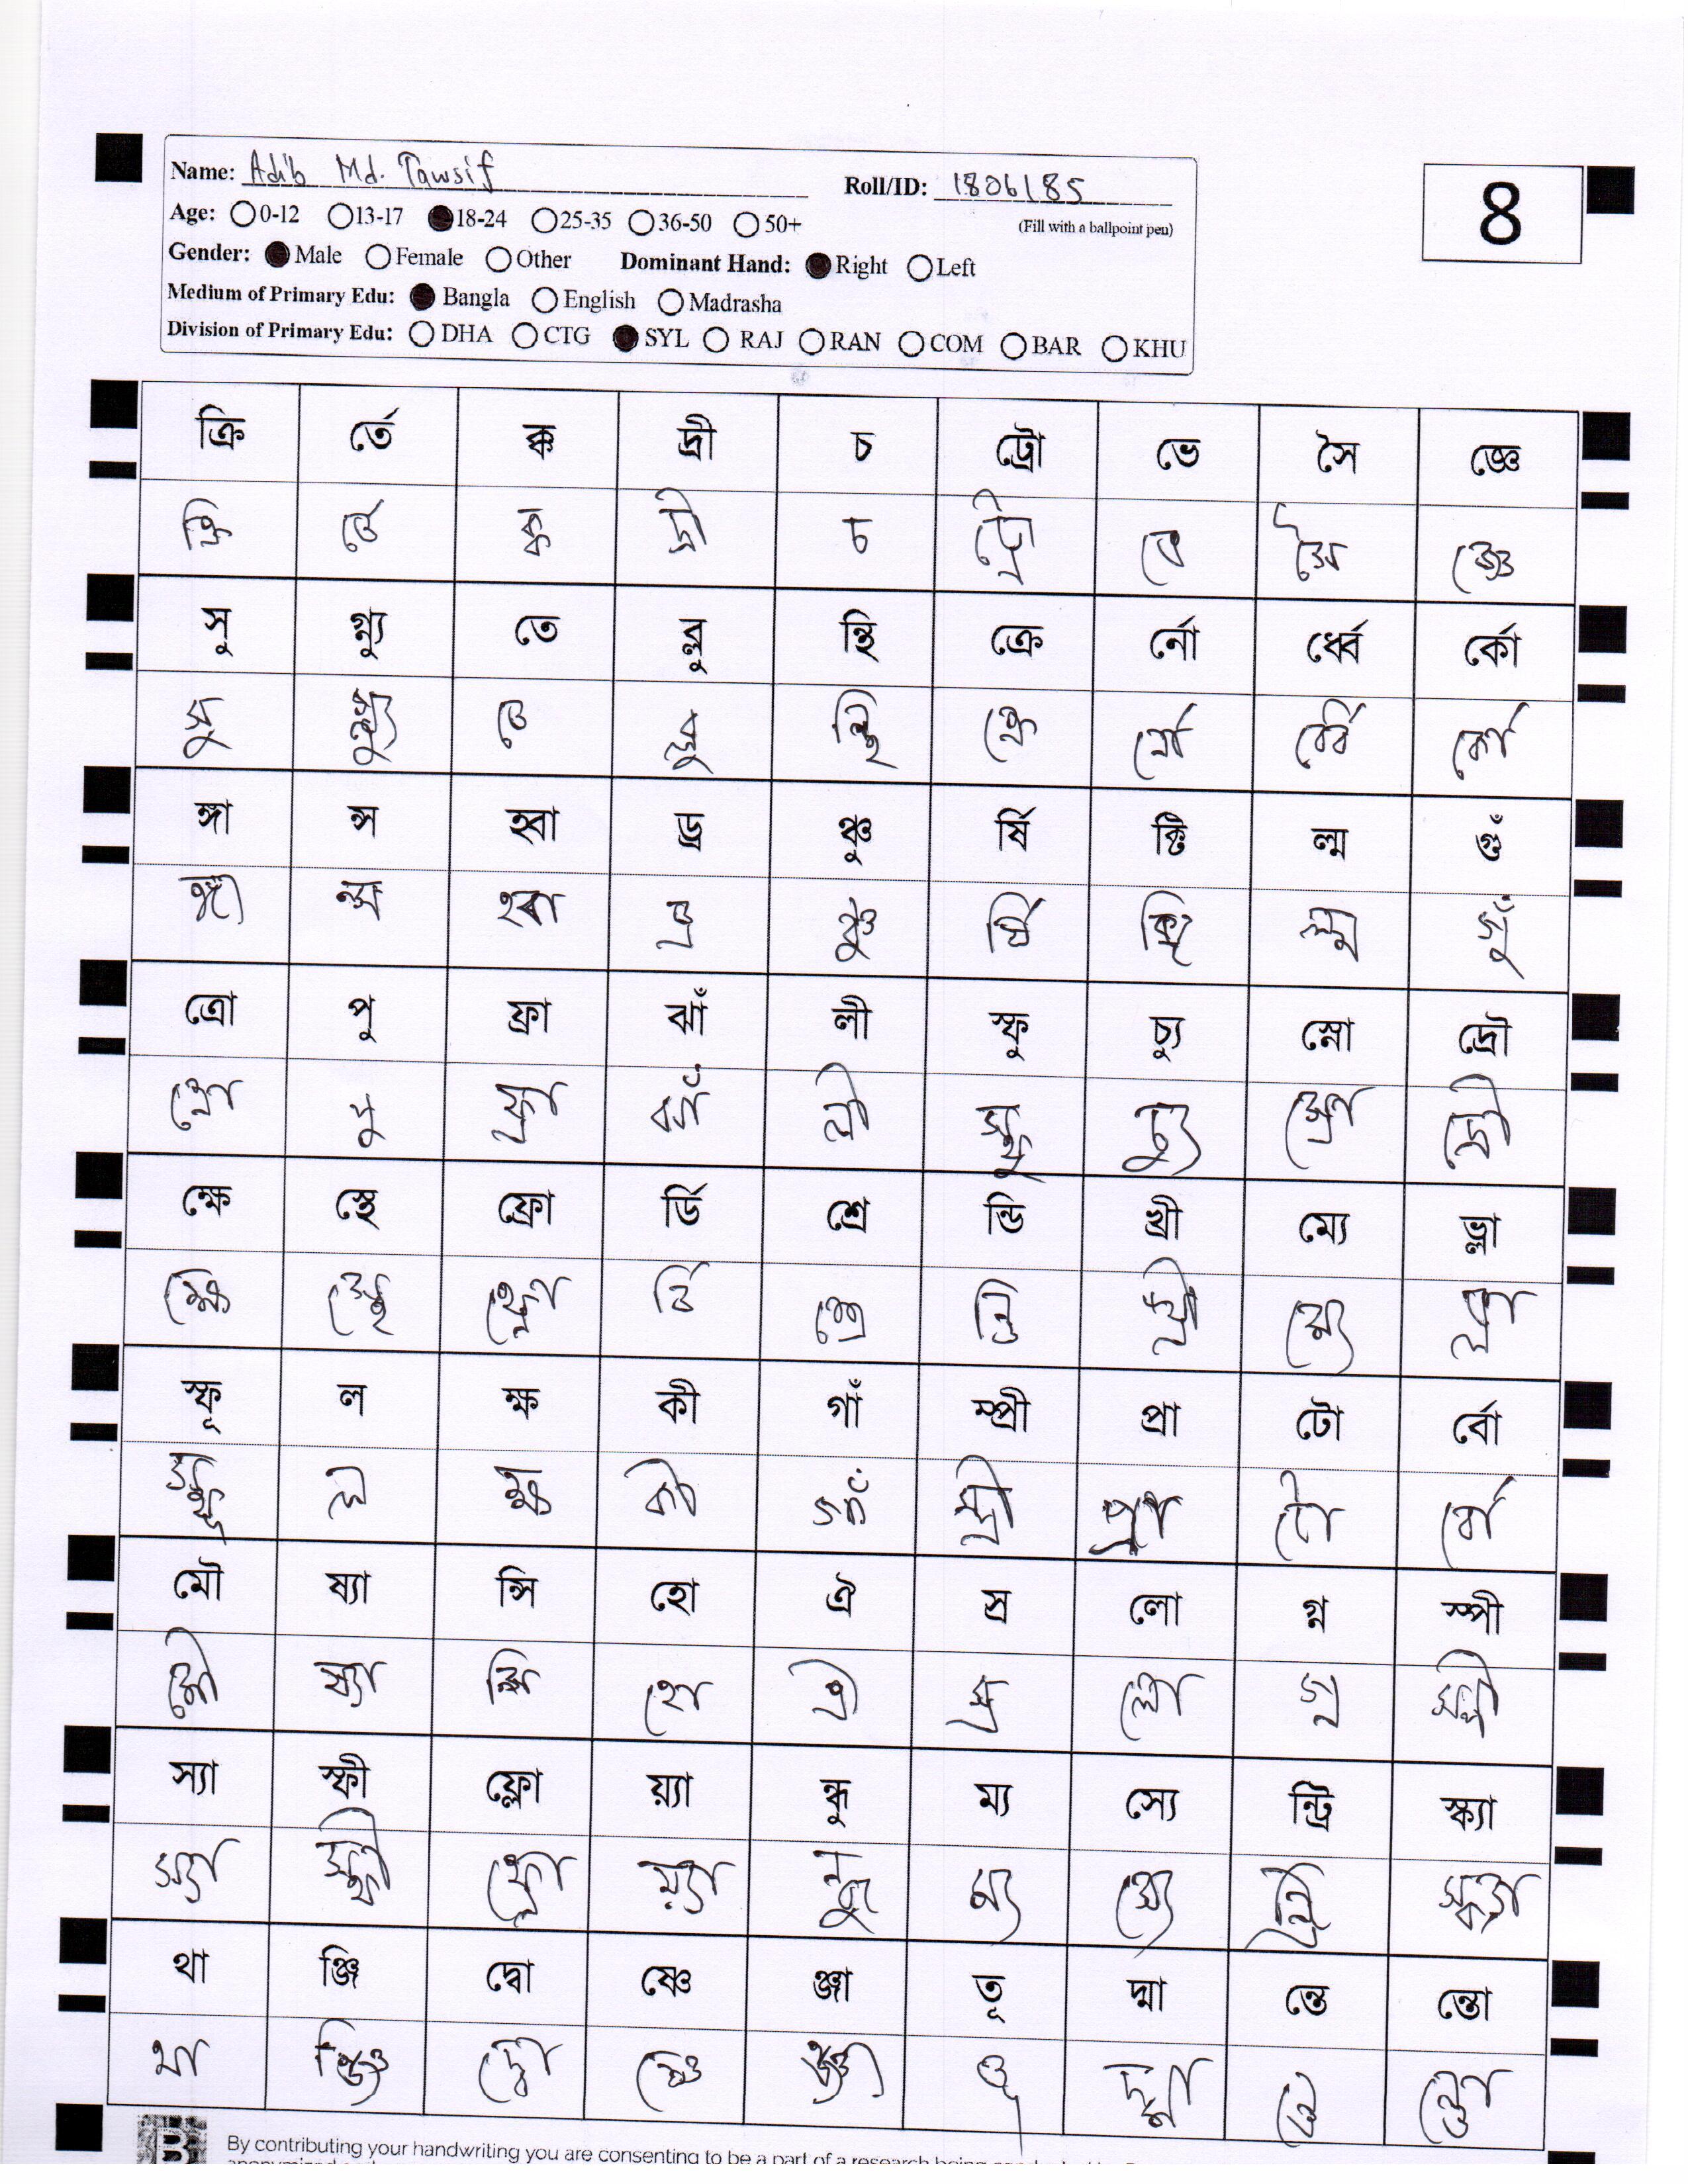 Name: Adib Md. Tawsif Roll/ID: 1806185
8
Age: 0-12 13-17 18-24 25-35 36-50 50+ (Fill with a ballpoint pen)
Gender: Male Female Other Dominant Hand: Right Left
Medium of Primary Edu: Bangla English Madrasha
Division of Primary Edu: DHA CTG SYL RAJ RAN COM BAR KHU
ক্রি র্তে ক্ক দ্রী চ ট্রো ভে সৈ জ্ঞে
ক্রি র্তে ক্ক দ্রী চ ট্রো ভে সৈ জ্ঞে
সু তে ন্থি ক্রে র্নো র্ধ্বে র্কো
সু তে ন্থি ক্রে র্নো র্ধ্বে র্কো
ঙ্গা ন্স হ্বা ড্র ঞ্চু র্ষি ক্টি ল্ম গুঁ
ঙ্গা ন্স হ্বা ড্র ঞ্চু র্ষি ক্টি ল্ম গুঁ
ত্রো পু ফ্রা ঝাঁ লী স্ফু চ্যু স্নো দ্রৌ
ত্রো পু ফ্রা ঝাঁ লী স্ফু চ্যু স্নো দ্রৌ
ক্ষে স্থে ফ্রো র্ডি শ্রে ন্ডি থ্রী ম্যে ভ্লা
ক্ষে স্থে ফ্রো র্ডি শ্রে ন্ডি থ্রী ম্যে ভ্লা
স্ফূ ল ক্ষ কী গাঁ ম্প্রী প্রা টো র্বো
স্ফূ ল ক্ষ কী গাঁ ম্প্রী প্রা টো র্বো
মৌ ষ্যা ন্সি হো ঐ স্র লো গ্ন স্পী
মৌ ষ্যা ন্সি হো ঐ স্র লো গ্ন স্পী
স্যা স্ফী ফ্লো য়্যা ন্ধু ম্য স্যে ন্ট্রি স্ক্যা
স্যা স্ফী ফ্লো য়্যা ন্ধু ম্য স্যে ন্ট্রি স্ক্যা
থা ঞ্জি দ্বো ষ্ণে ঞ্জা তূ দ্মা ন্তে ন্তো
থা ঞ্জি দ্বো ষ্ণে ঞ্জা তূ দ্মা ন্তে ন্তো
By contributing your handwriting you are consenting to be a part of a research being